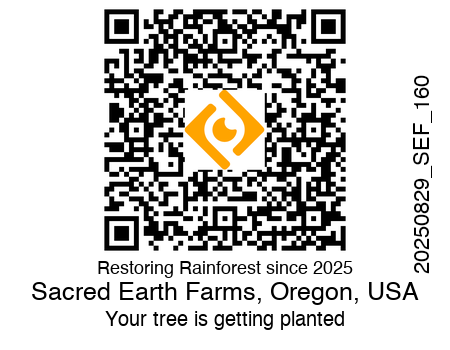 Restoring Rainforest since 2025
Sacred Earth Farms, Oregon, USA
Your tree is getting planted
20250829_SEF_160